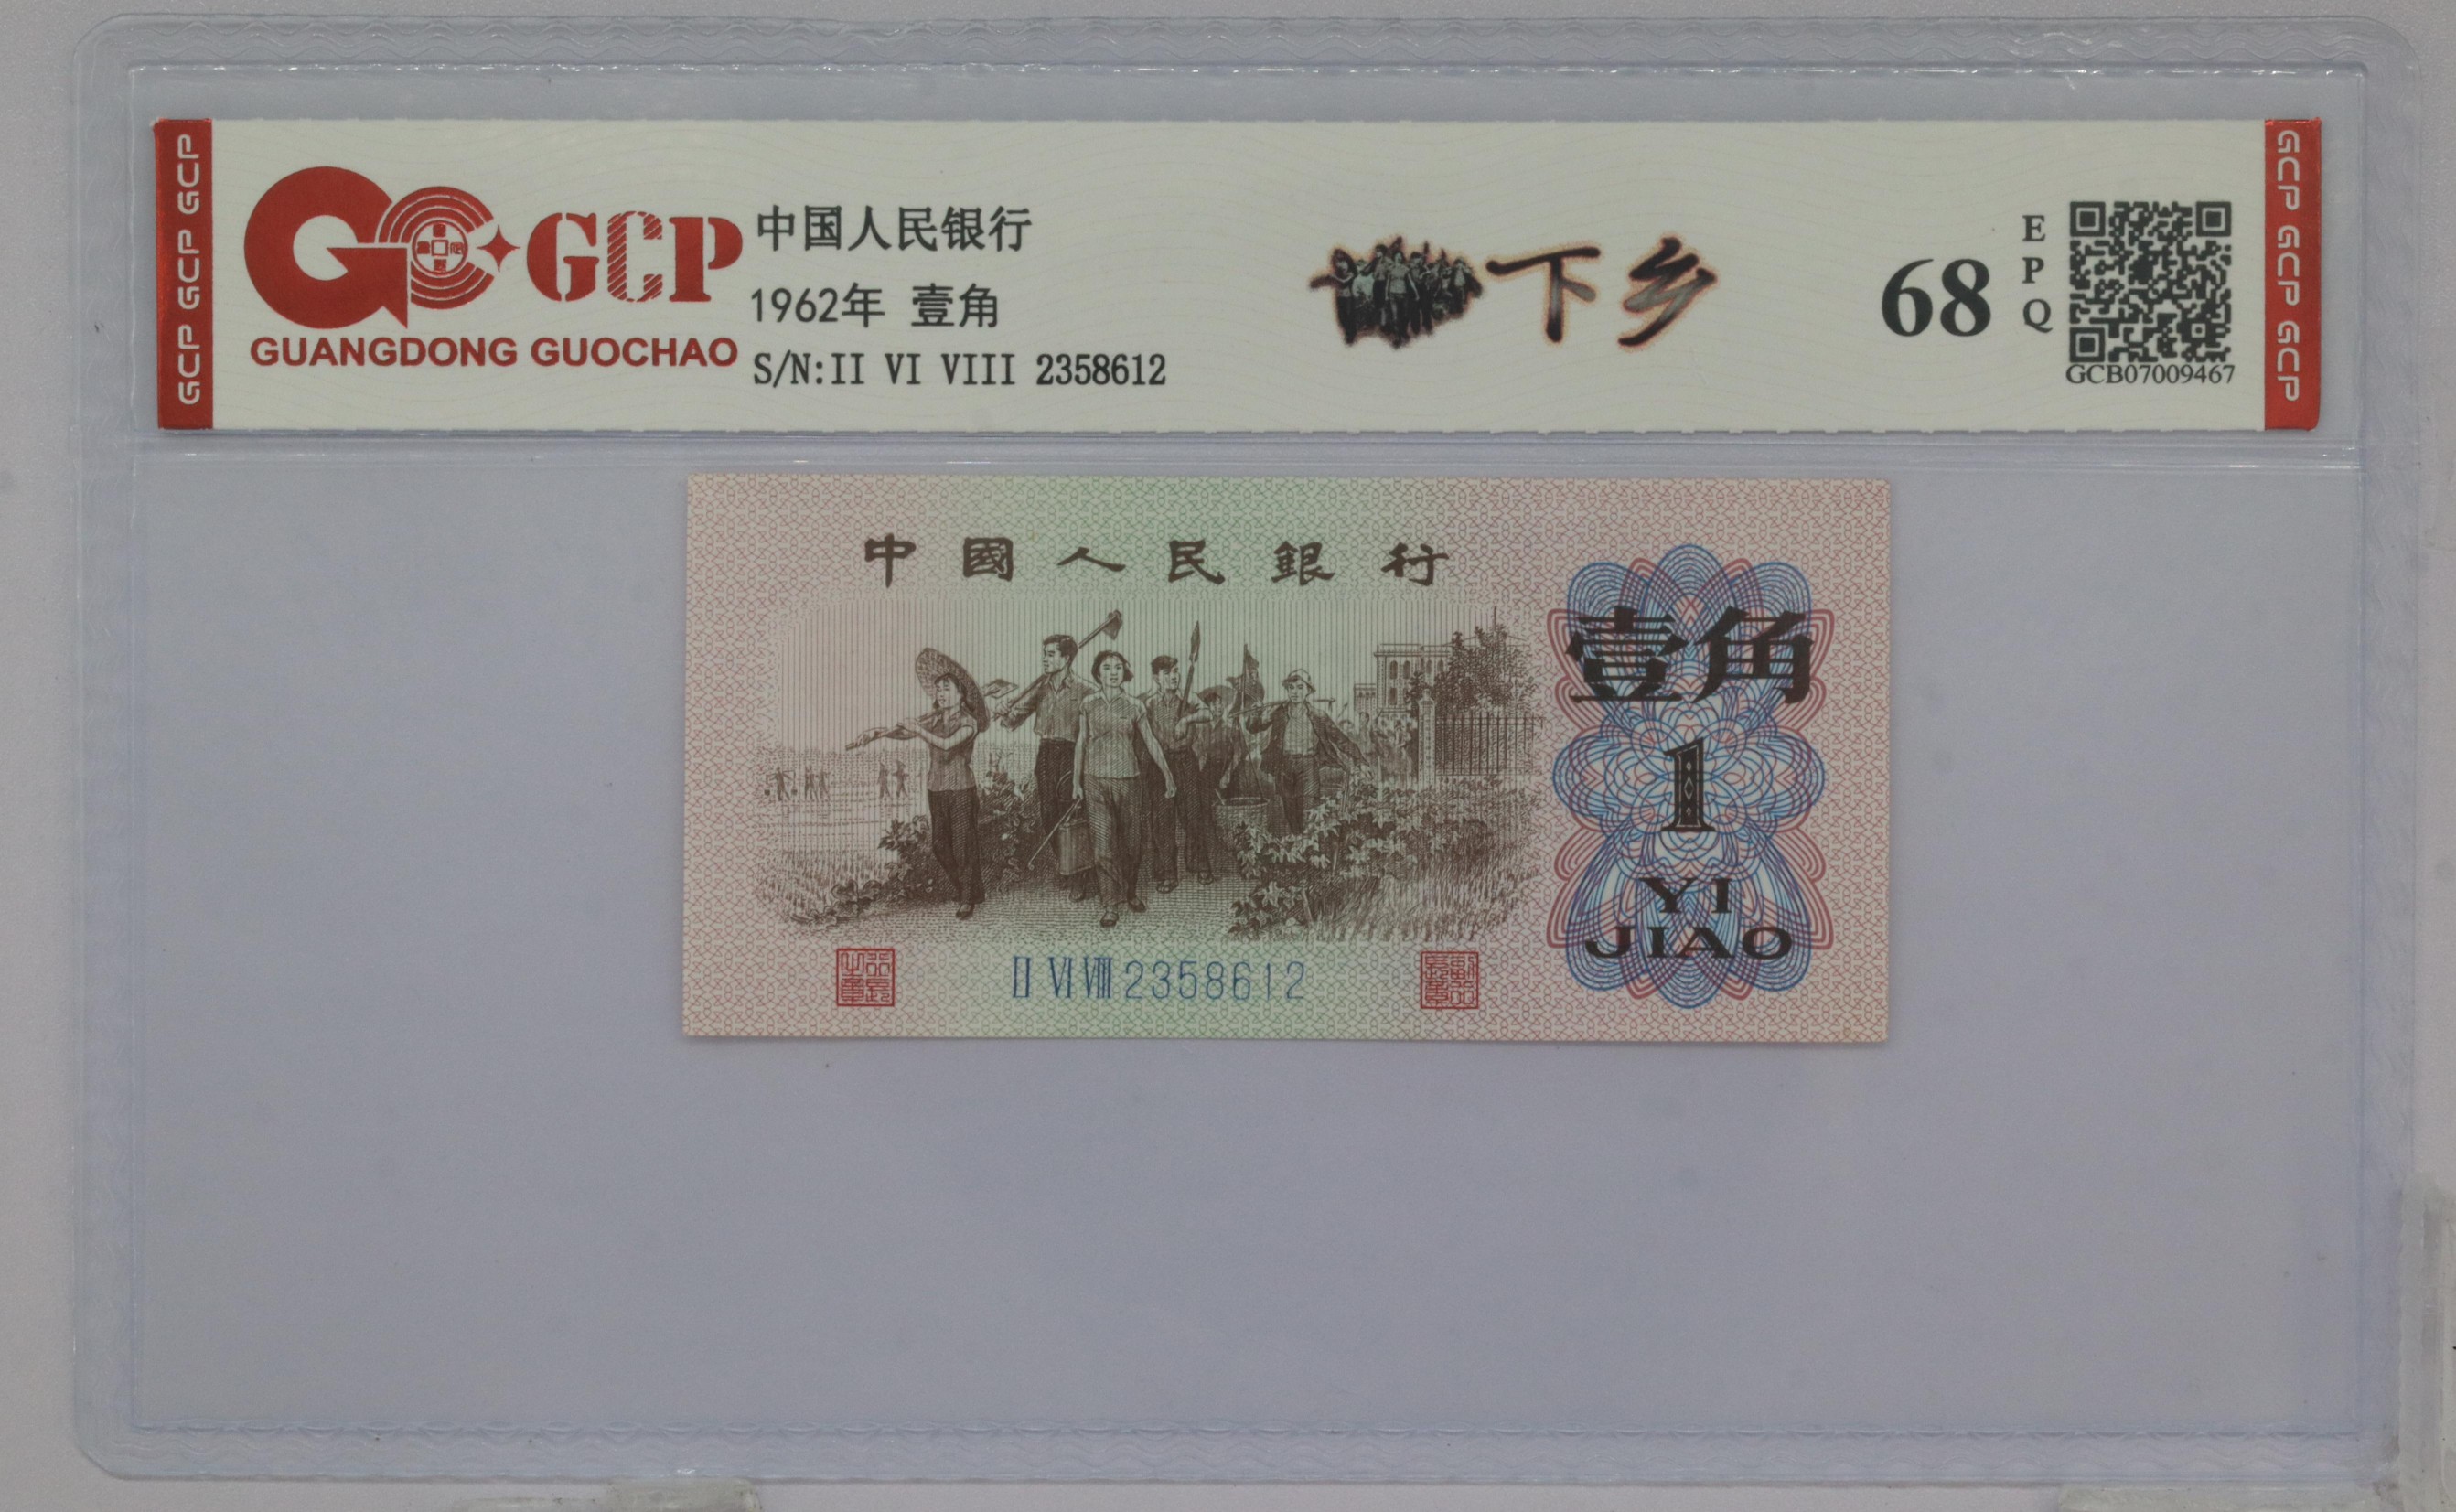 GCP GCP GCP
GCP
GUANGDONG GUOCHAO
中国人民银行
1962年 壹角
S/N:II VI VIII 2358612
下乡
68
EPQ
GCB07009467
GCP GCP GCP
中國人民銀行
壹角
1
YI
JIAO
II VI VIII 2358612